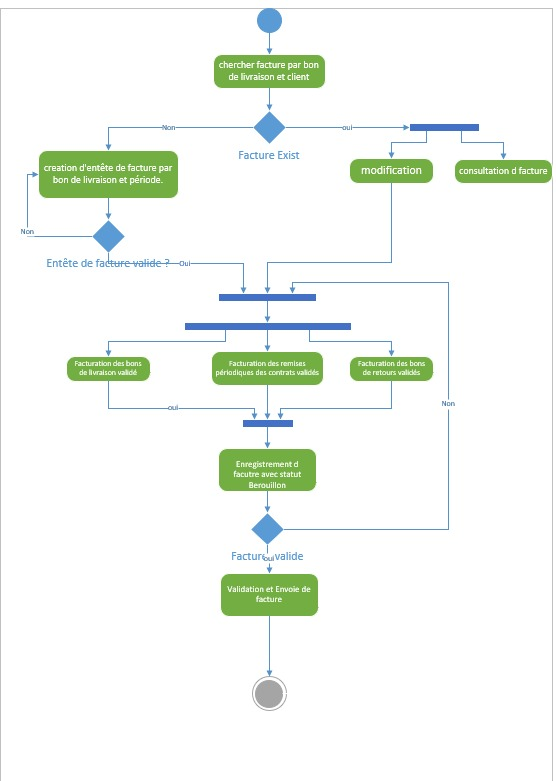 chercher facture par bon
de livraison et client
Non
oui
Facture Exist
creation d'entête de facture par
bon de livraison et période.
modification
consultation d facture
Non
Entête de facture valide ?
Oui
Facturation des bons
de livraison validé
Facturation des remises
périodiques des contrats validés
Facturation des bons
de retours validés
oui
Non
Enregistrement d
facutre avec statut
Berouillon
Facture valide
oui
Validation et Envoie de
facture